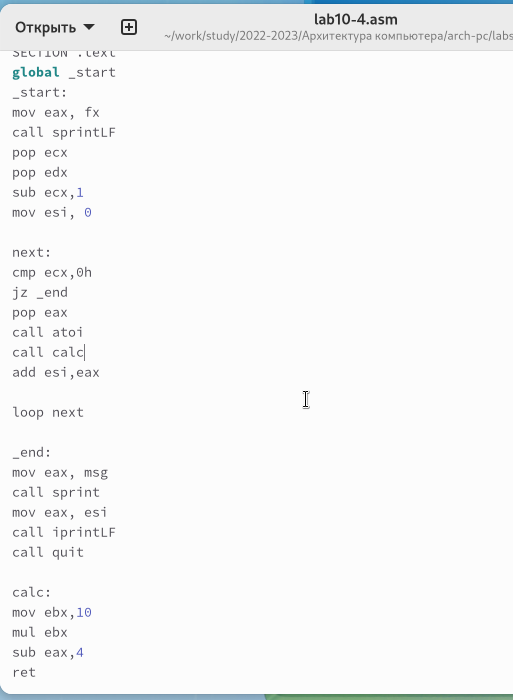 Открыть
lab10-4.asm
~/work/study/2022-2023/Архитектура компьютера/arch-pc/labs
SECTION .text
global _start
_start:
mov eax, fx
call sprintLF
pop ecx
pop edx
sub ecx,1
mov esi, 0
next:
cmp ecx,0h
jz _end
pop eax
call atoi
call calc
add esi,eax
loop next
_end:
mov eax, msg
call sprint
mov eax, esi
call iprintLF
call quit
calc:
mov ebx,10
mul ebx
sub eax,4
ret